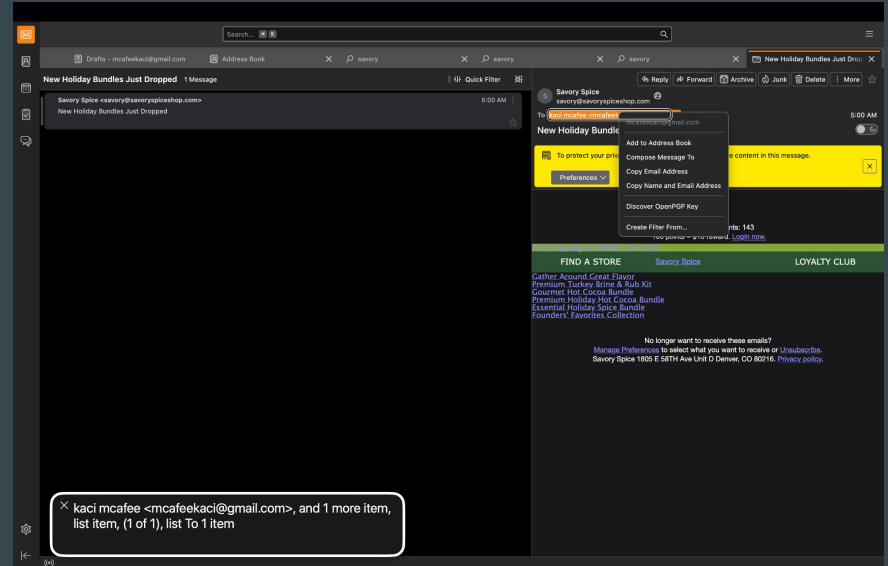 Search... ⌘ K
Drafts - mcafeekaci@gmail.com
Address Book
savory
savory
savory
New Holiday Bundles Just Drop
New Holiday Bundles Just Dropped 1 Message
Quick Filter
Savory Spice <savory@savoryspiceshop.com>
5:00 AM
New Holiday Bundles Just Dropped
Reply
Forward
Archive
Junk
Delete
More
S
Savory Spice
savory@savoryspiceshop.com
To kaci mcafee <mcafeek
5:00 AM
New Holiday Bundle
mcafeekaci@gmail.com
Add to Address Book
Compose Message To
Copy Email Address
Copy Name and Email Address
Discover OpenPGP Key
Create Filter From...
To protect your priv
e content in this message.
Preferences
nts: 143
100 points = $10 reward. Login now.
FIND A STORE
Savory Spice
LOYALTY CLUB
Gather Around Great Flavor
Premium Turkey Brine & Rub Kit
Gourmet Hot Cocoa Bundle
Premium Holiday Hot Cocoa Bundle
Essential Holiday Spice Bundle
Founders' Favorites Collection
No longer want to receive these emails?
Manage Preferences to select what you want to receive or Unsubscribe.
Savory Spice 1805 E 58TH Ave Unit D Denver, CO 80216. Privacy policy.
kaci mcafee <mcafeekaci@gmail.com>, and 1 more item,
list item, (1 of 1), list To 1 item